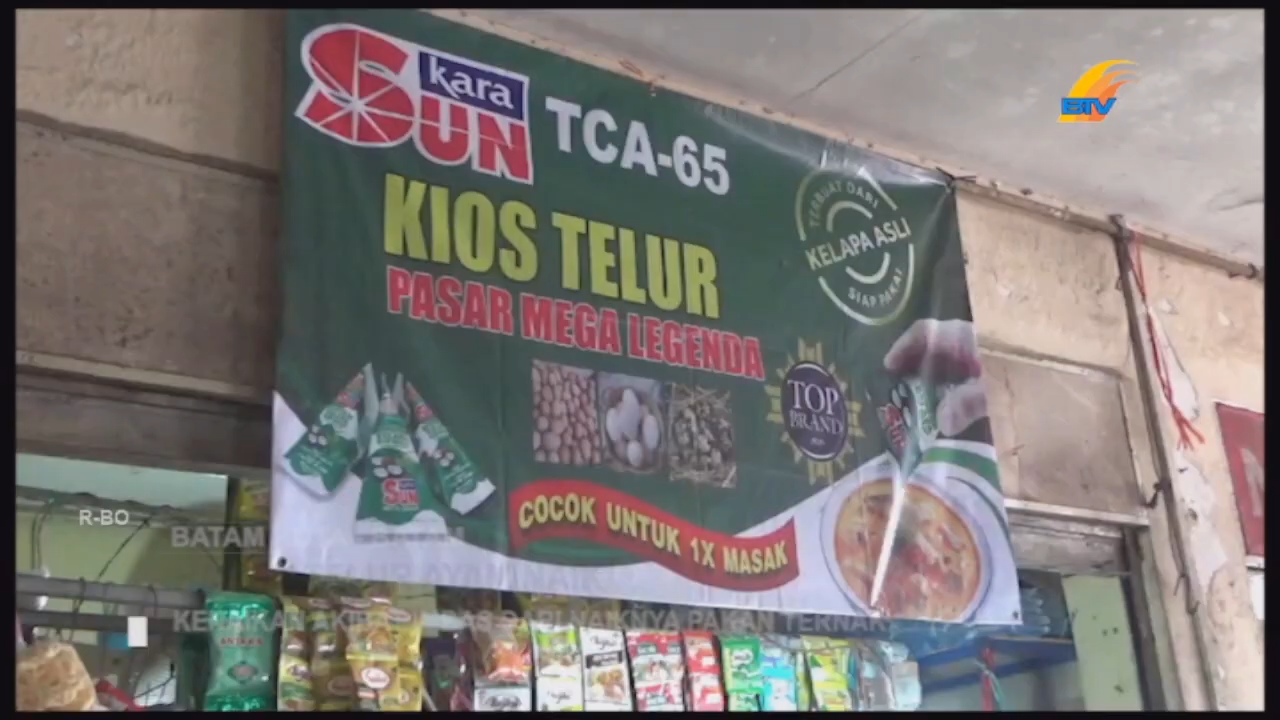 BTV
kara
SUN
TCA-65
KIOS TELUR
PASAR MEGA LEGENDA
TERBUAT DARI
KELAPA ASLI
SIAP PAKAI
TOP
BRAND
SUN
COCOK UNTUK 1X MASAK
R-BO
BATAM